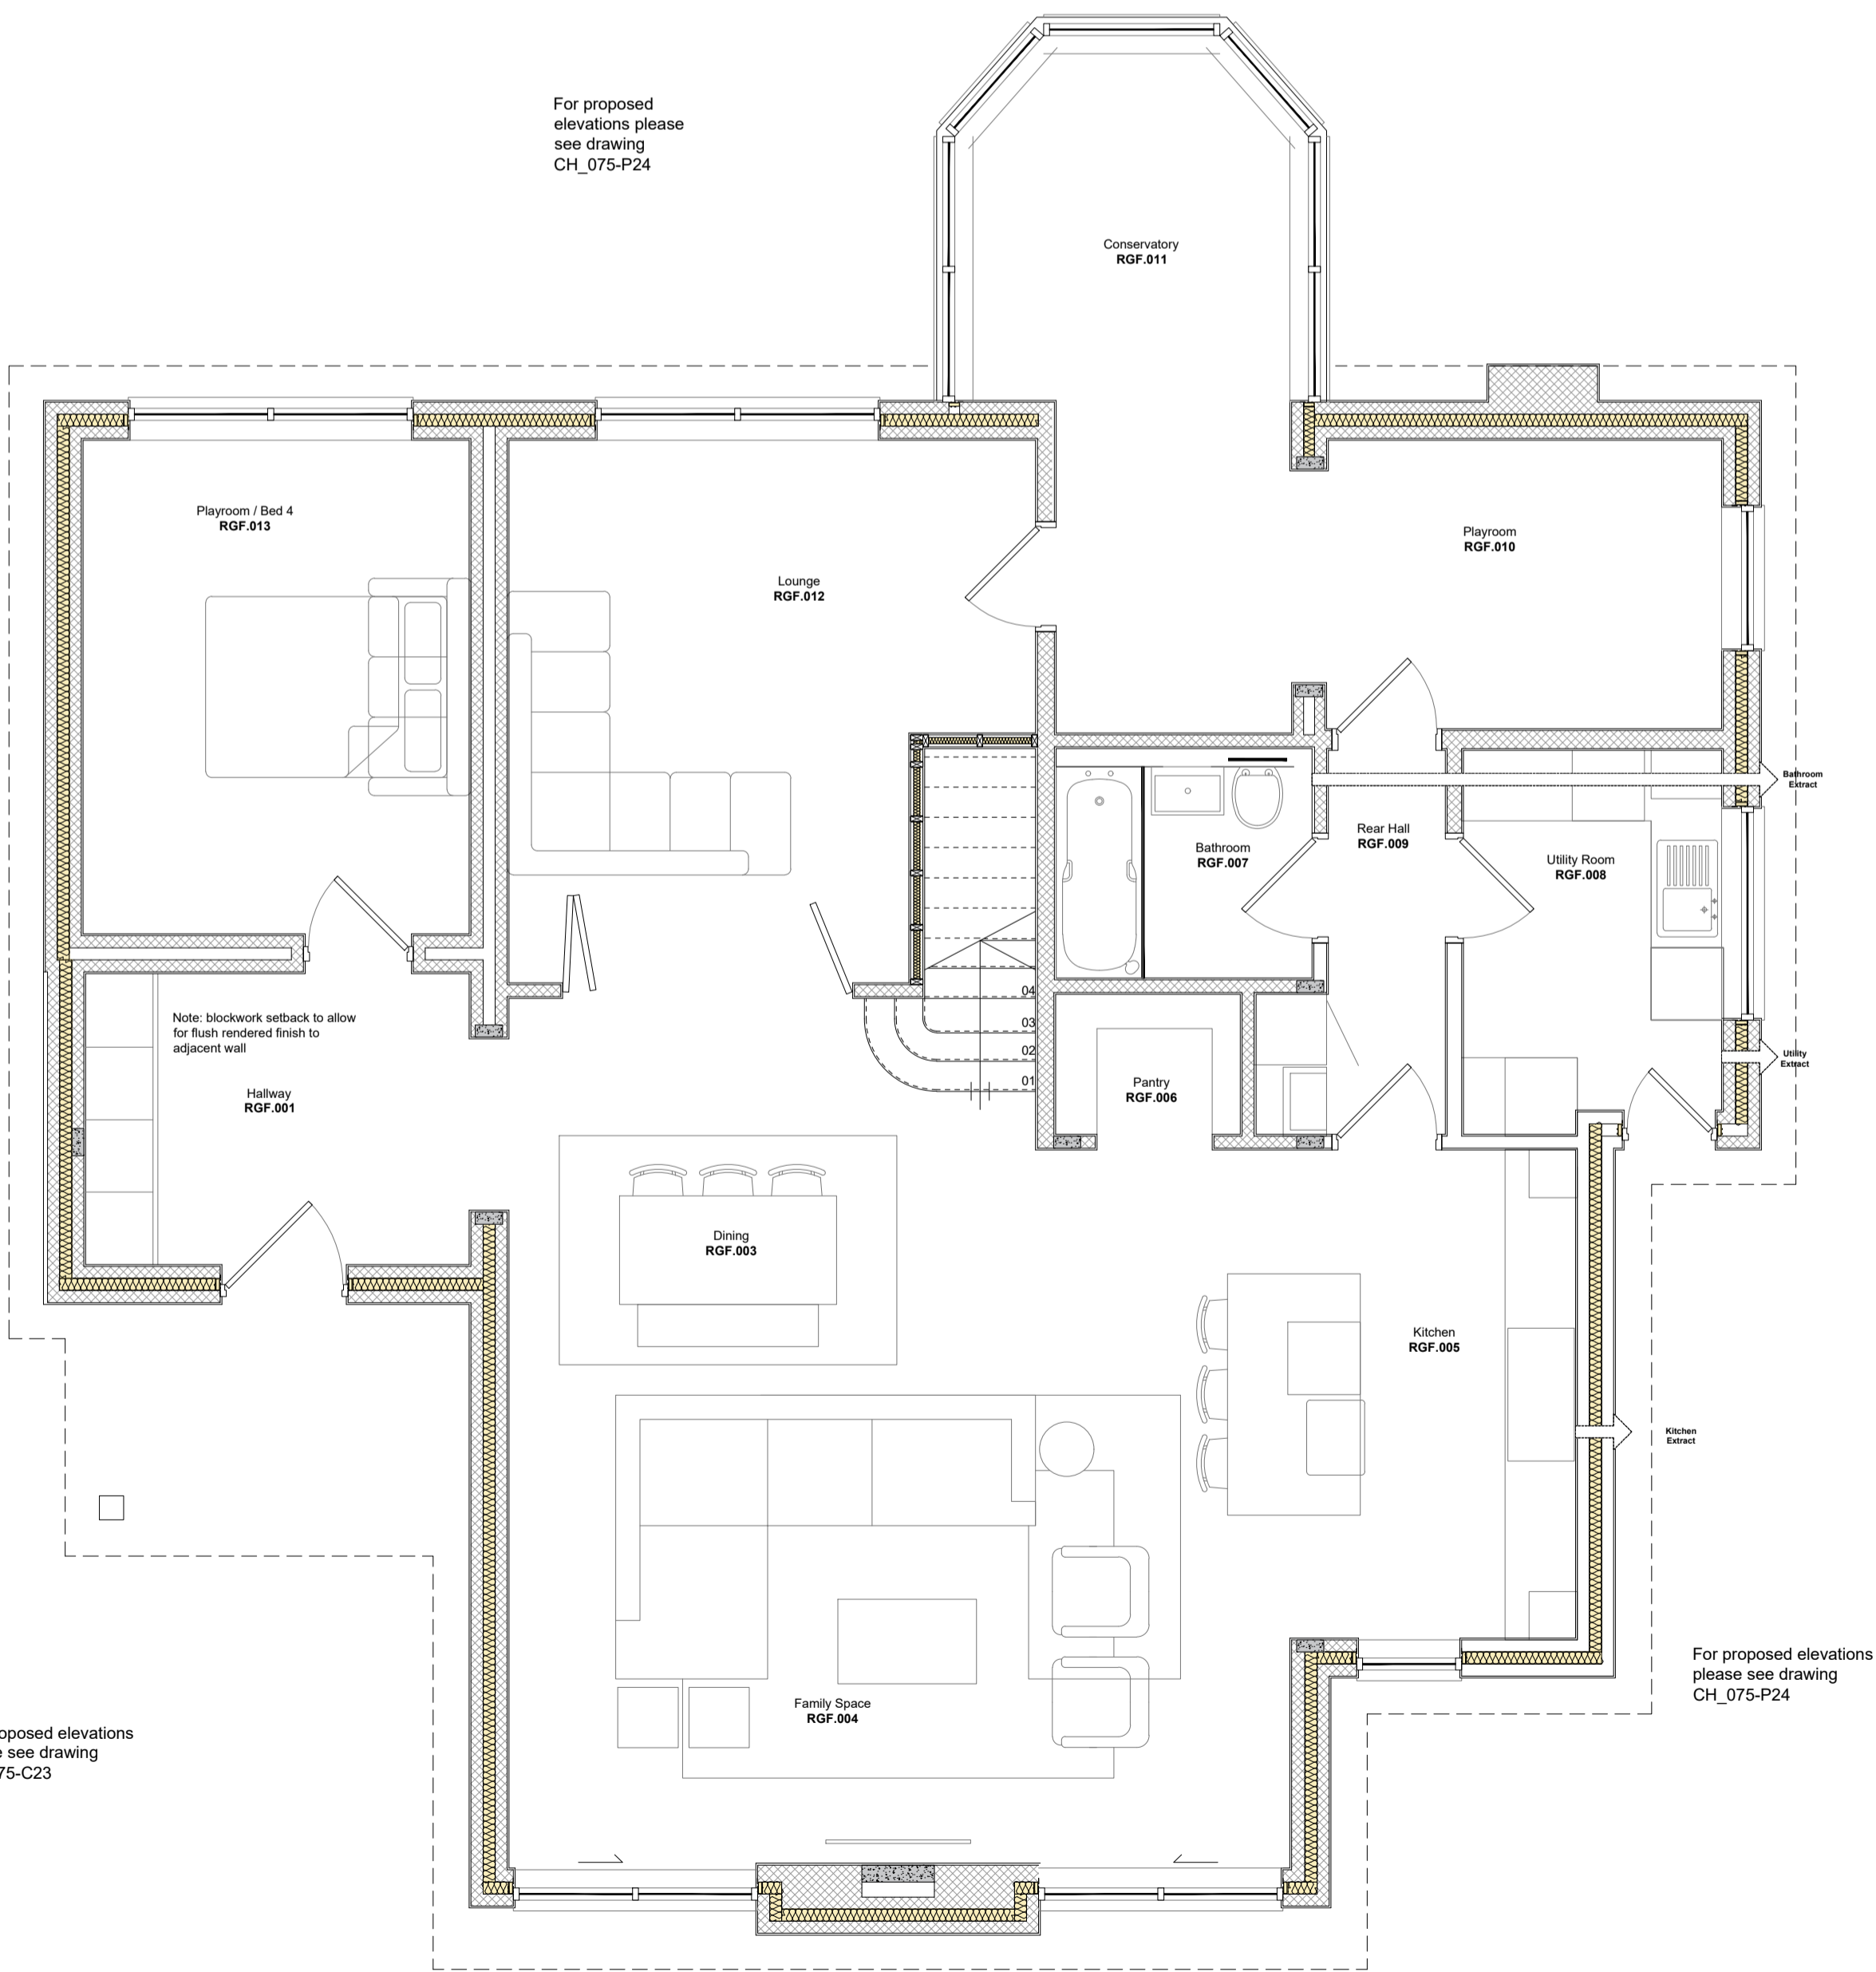 For proposed
elevations please
see drawing
CH_075-P24
Conservatory
RGF.011
Playroom / Bed 4
RGF.013
Lounge
RGF.012
Playroom
RGF.010
Bathroom
Extract
Rear Hall
RGF.009
Bathroom
RGF.007
Utility Room
RGF.008
04
03
02
01
Note: blockwork setback to allow
for flush rendered finish to
adjacent wall
Hallway
RGF.001
Pantry
RGF.006
Utility
Extract
Dining
RGF.003
Kitchen
RGF.005
Kitchen
Extract
Family Space
RGF.004
For proposed elevations
please see drawing
CH_075-P24
oposed elevations
e see drawing
75-C23